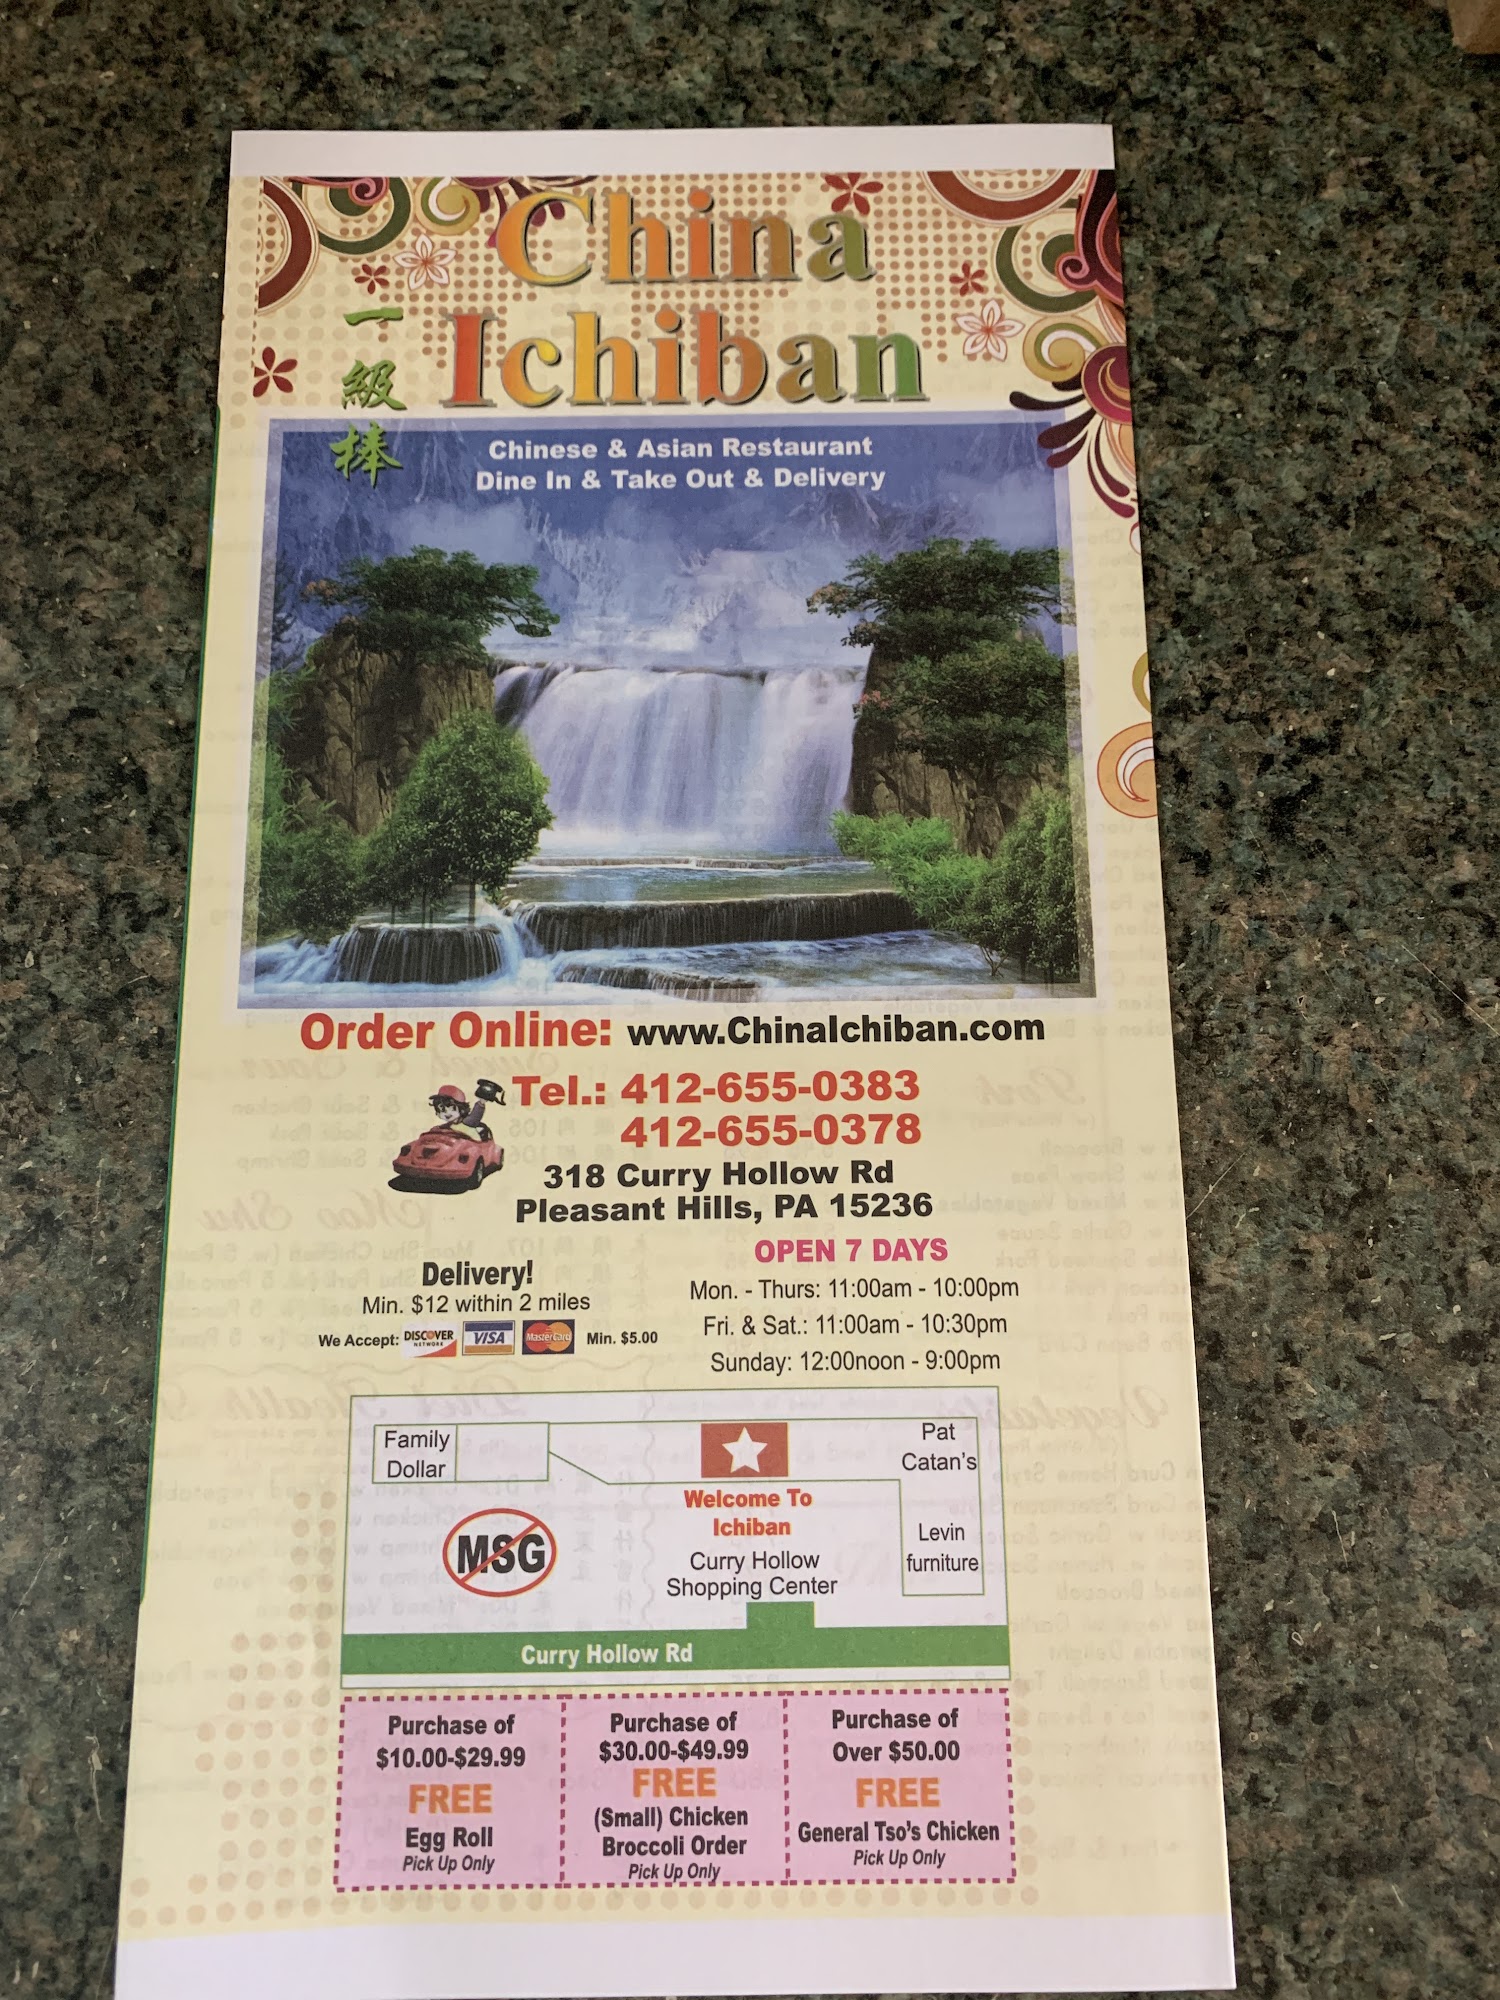 China
Ichiban
一級棒
Chinese & Asian Restaurant
Dine In & Take Out & Delivery
Order Online: www.ChinaIchiban.com
Tel.: 412-655-0383
412-655-0378
318 Curry Hollow Rd
Pleasant Hills, PA 15236
OPEN 7 DAYS
Mon. - Thurs: 11:00am - 10:00pm
Fri. & Sat.: 11:00am - 10:30pm
Sunday: 12:00noon - 9:00pm
Delivery!
Min. $12 within 2 miles
We Accept: DISCOVER NETWORK VISA MasterCard Min. $5.00
Family
Dollar
Pat
Catan's
Welcome To
Ichiban
Curry Hollow
Shopping Center
Levin
furniture
MSG
Curry Hollow Rd
Purchase of
$10.00-$29.99
FREE
Egg Roll
Pick Up Only
Purchase of
$30.00-$49.99
FREE
(Small) Chicken
Broccoli Order
Pick Up Only
Purchase of
Over $50.00
FREE
General Tso's Chicken
Pick Up Only